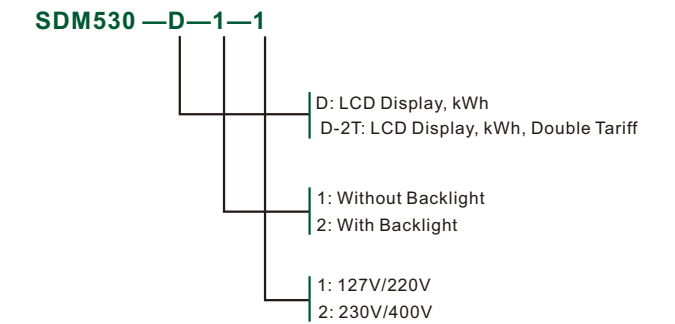 SDM530 —D—1—1
D: LCD Display, kWh
D-2T: LCD Display, kWh, Double Tariff
1: Without Backlight
2: With Backlight
1: 127V/220V
2: 230V/400V